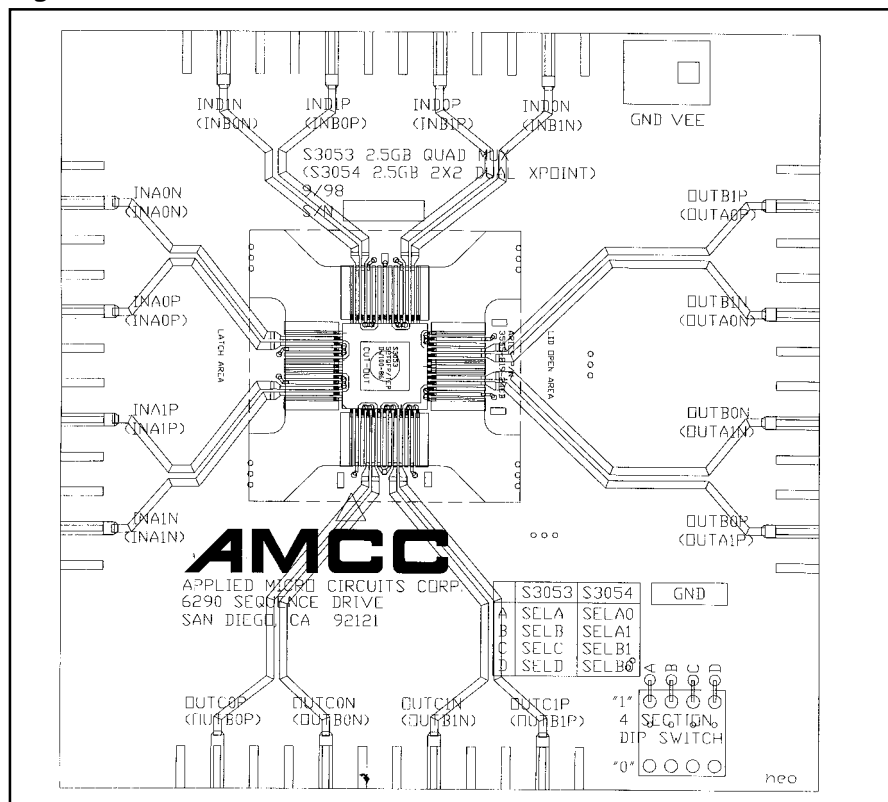 IND1N
(INB0N)
IND1P
(INB0P)
IND0P
(INB1P)
IND0N
(INB1N)
GND VEE
S3053 2.5GB QUAD MUX
(S3054 2.5GB 2X2 DUAL XPOINT)
9/98
S/N
INA0N
(INA0N)
OUTB1P
(OUTA0P)
INA0P
(INA0P)
OUTB1N
(OUTA0N)
LATCH AREA
S3053
CUT-OUT
LID OPEN AREA
INA1P
(INA1P)
OUTB0N
(OUTA1N)
INA1N
(INA1N)
OUTB0P
(OUTA1P)
AMCC
APPLIED MICRO CIRCUITS CORP.
6290 SEQUENCE DRIVE
SAN DIEGO, CA 92121
S3053 S3054
A SELA SELA0
B SELB SELA1
C SELC SELB1
D SELD SELB0
GND
A B C D
"1"
4 SECTION
DIP SWITCH
"0"
OUTC0P
(OUTB0P)
OUTC0N
(OUTB0N)
OUTC1N
(OUTB1N)
OUTC1P
(OUTB1P)
neo